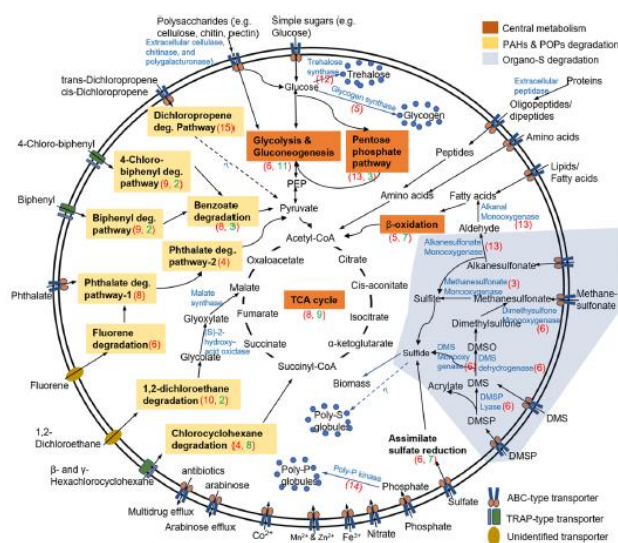 Polysaccharides (e.g. cellulose, chitin, pectin)
Simple sugars (e.g. Glucose)
Central metabolism
PAHs & POPs degradation
Organo-S degradation
Extracellular cellulase, chitinase, and polygalacturonase)
Trehalose synthase
(12)
Trehalose
Glucose
Glycogen synthase
(5)
Glycogen
Extracellular peptidase
Proteins
Oligopeptides/ dipeptides
Amino acids
trans-Dichloropropene
cis-Dichloropropene
Dichloropropene deg. Pathway (15)
Glycolysis & Gluconeogenesis
(6, 11)
Pentose phosphate pathway
(13, 3)
Peptides
Lipids/ Fatty acids
4-Chloro-biphenyl
4-Chloro-biphenyl deg. pathway (9, 2)
PEP
Amino acids
Fatty acids
Alkanal Monooxygenase
(13)
Biphenyl
Biphenyl deg. pathway (9, 2)
Benzoate degradation
(8, 3)
Pyruvate
β-oxidation
(5, 7)
Aldehyde
Acetyl-CoA
Alkanesulfonate Monooxygenase
(13)
Phthalate deg. pathway-2 (4)
Oxaloacetate
Citrate
Alkanesulfonate
Phthalate
Phthalate deg. pathway-1 (8)
Malate synthase
Malate
Cis-aconitate
Methanesulfonate Monooxygenase
(3)
Sulfite
Methanesulfonate
Methane-sulfonate
TCA cycle
(8, 9)
Glyoxylate
Fumarate
Isocitrate
Dimethylsulfone Monooxygenase
(6)
Dimethylsulfone
Fluorene degradation (6)
(S)-2-hydroxy-acid oxidase
Succinate
α-ketoglutarate
DMSO
Glycolate
Succinyl-CoA
Sulfide
DMS Monooxygenase (6)
DMS dehydrogenase (6)
Fluorene
Biomass
DMS
Acrylate
1,2-dichloroethane degradation (10, 2)
DMSP Lyase (6)
Poly-S globules
DMSP
DMS
1,2-Dichloroethane
Chlorocyclohexane degradation (4, 8)
Assimilate sulfate reduction
(6, 7)
DMSP
β- and γ-Hexachlorocyclohexane
Poly-P globules
Poly-P kinase
(14)
Phosphate
Sulfate
antibiotics
arabinose
Multidrug efflux
Arabinose efflux
Co2+
Mn2+ & Zn2+
Fe3+
Nitrate
Phosphate
ABC-type transporter
TRAP-type transporter
Unidentified transporter